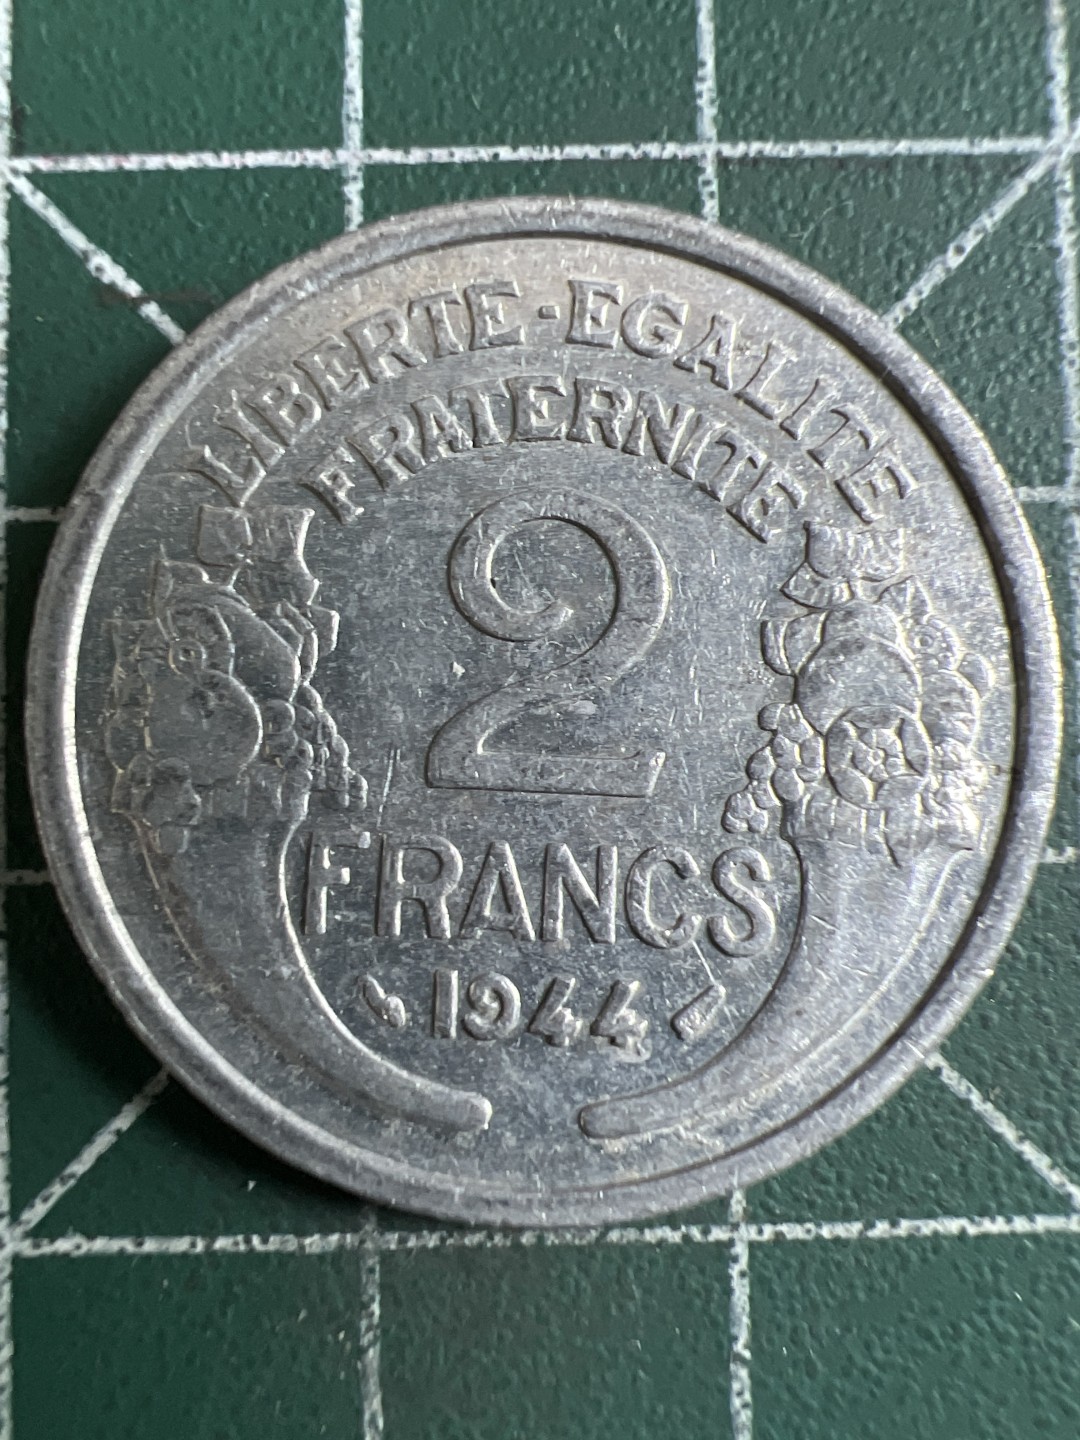 LIBERTE-EGALITE
FRATERNITE
2
FRANCS
1944